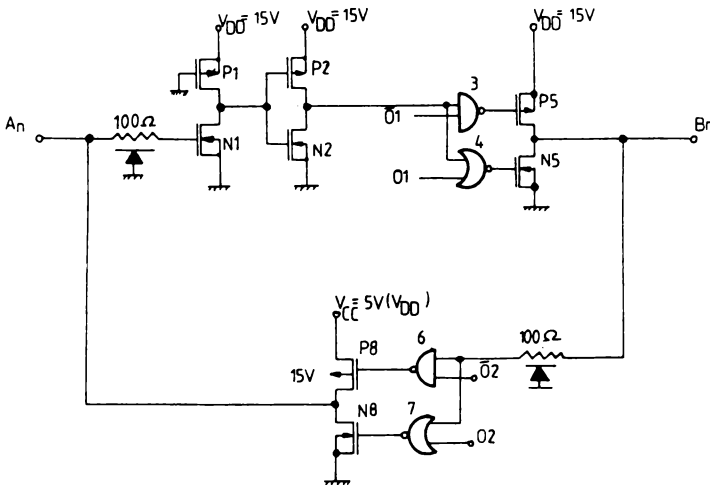 VDD=15V
VDD=15V
VDD=15V
P1
P2
3
P5
An
100Ω
Ō1
Br
N1
N2
4
N5
O1
VCC=5V(VDD)
6
100Ω
P8
15V
Ō2
N8
7
O2